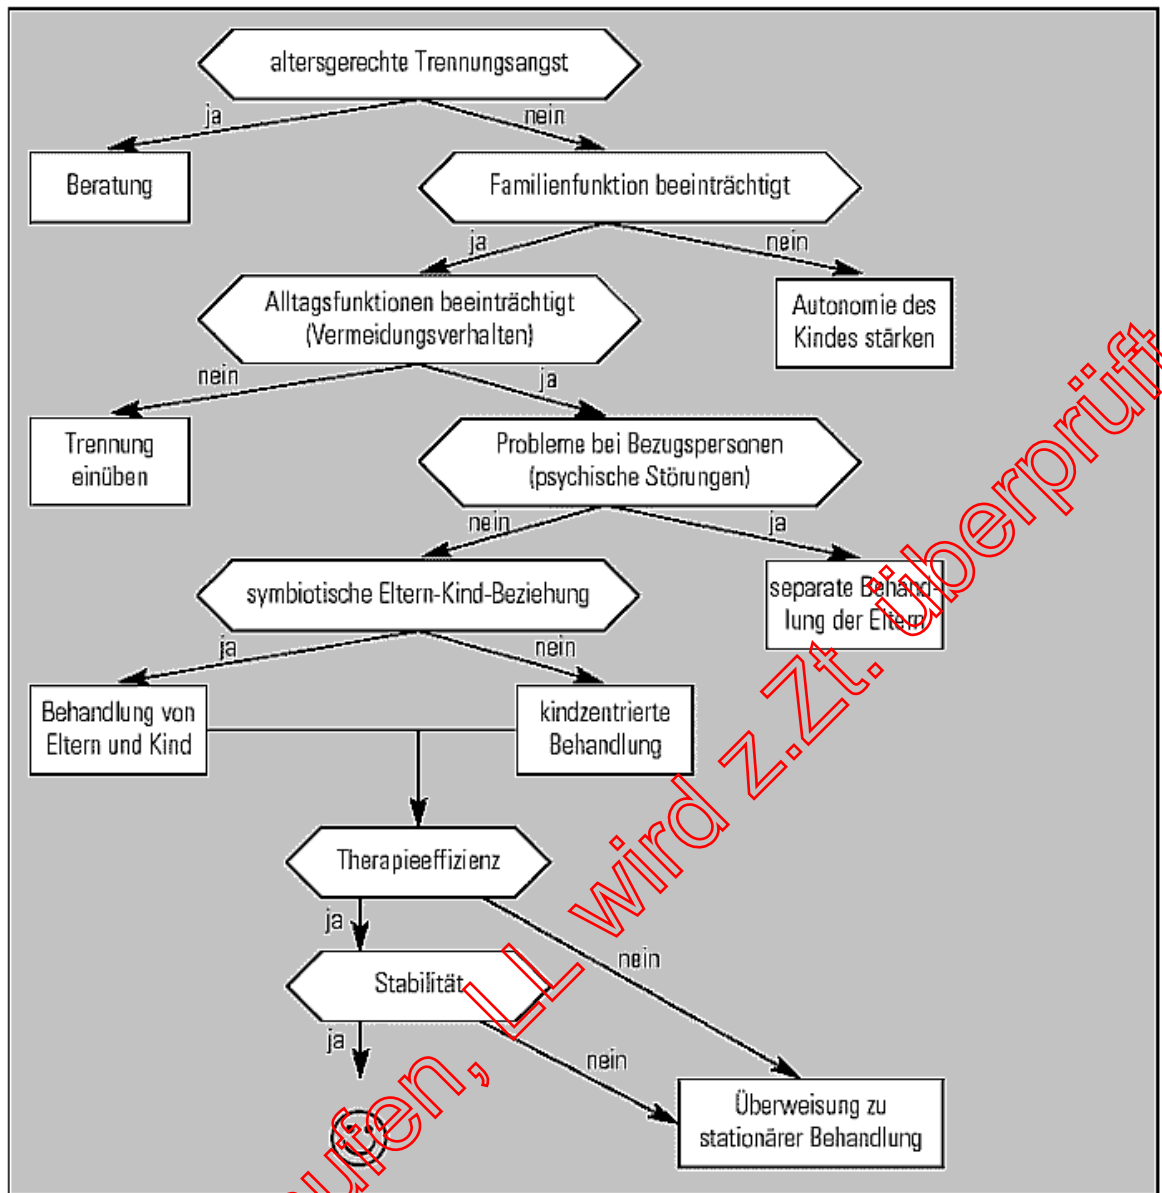 altersgerechte Trennungsangst
ja
nein
Beratung
Familienfunktion beeinträchtigt
ja
nein
Alltagsfunktionen beeinträchtigt
(Vermeidungsverhalten)
Autonomie des
Kindes stärken
nein
ja
Trennung
einüben
Probleme bei Bezugspersonen
(psychische Störungen)
nein
ja
symbiotische Eltern-Kind-Beziehung
separate Behand-
lung der Eltern
ja
nein
Behandlung von
Eltern und Kind
kindzentrierte
Behandlung
Therapieeffizienz
ja
nein
Stabilität
ja
nein
Überweisung zu
stationärer Behandlung
ufen, LL wird z.Zt. überprüft